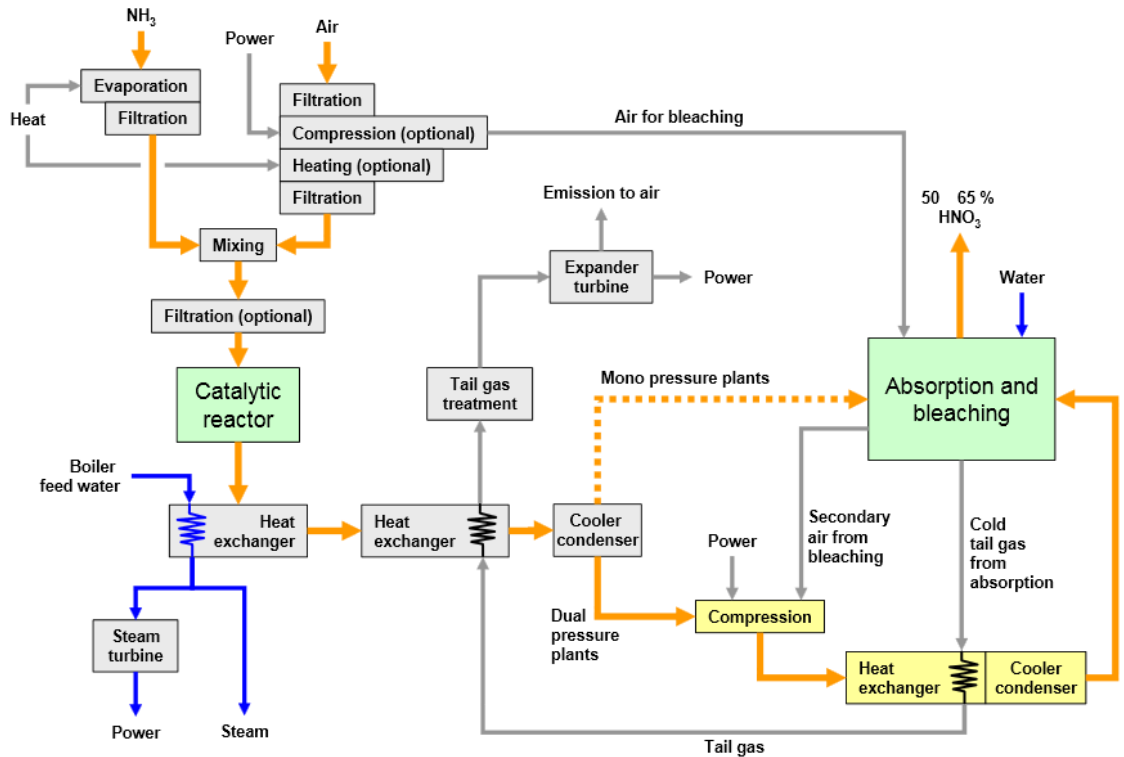 NH3
Power
Air
Evaporation
Filtration
Heat
Filtration
Compression (optional)
Heating (optional)
Filtration
Air for bleaching
Mixing
Emission to air
50 65 %
HNO3
Expander
turbine
Power
Water
Filtration (optional)
Catalytic
reactor
Tail gas
treatment
Mono pressure plants
Absorption and
bleaching
Boiler
feed water
Heat
exchanger
Heat
exchanger
Cooler
condenser
Secondary
air from
bleaching
Cold
tail gas
from
absorption
Power
Dual
pressure
plants
Compression
Steam
turbine
Heat
exchanger
Cooler
condenser
Power
Steam
Tail gas